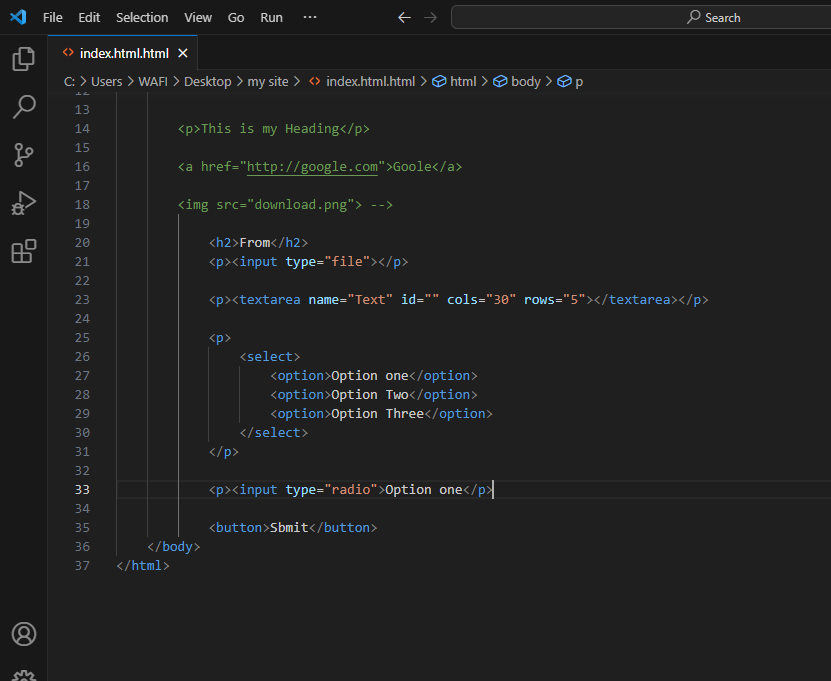 File Edit Selection View Go Run ··· Search
index.html.html
C: > Users > WAFI > Desktop > my site > index.html.html > html > body > p
12
13
14 <p>This is my Heading</p>
15
16 <a href="http://google.com">Goole</a>
17
18 <img src="download.png"> -->
19
20 <h2>From</h2>
21 <p><input type="file"></p>
22
23 <p><textarea name="Text" id="" cols="30" rows="5"></textarea></p>
24
25 <p>
26 <select>
27 <option>Option one</option>
28 <option>Option Two</option>
29 <option>Option Three</option>
30 </select>
31 </p>
32
33 <p><input type="radio">Option one</p>
34
35 <button>Sbmit</button>
36 </body>
37 </html>